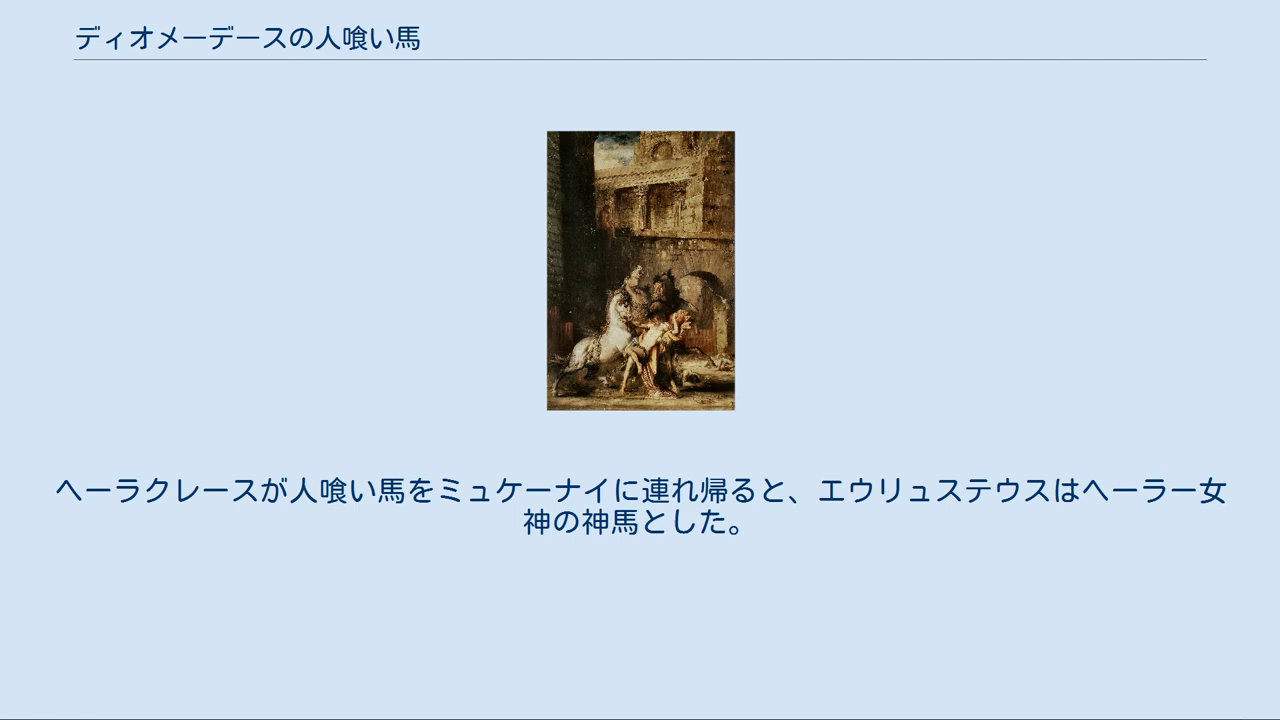 ディオメーデースの人喰い馬
ヘーラクレースが人喰い馬をミュケーナイに連れ帰ると、エウリュステウスはヘーラー女
神の神馬とした。